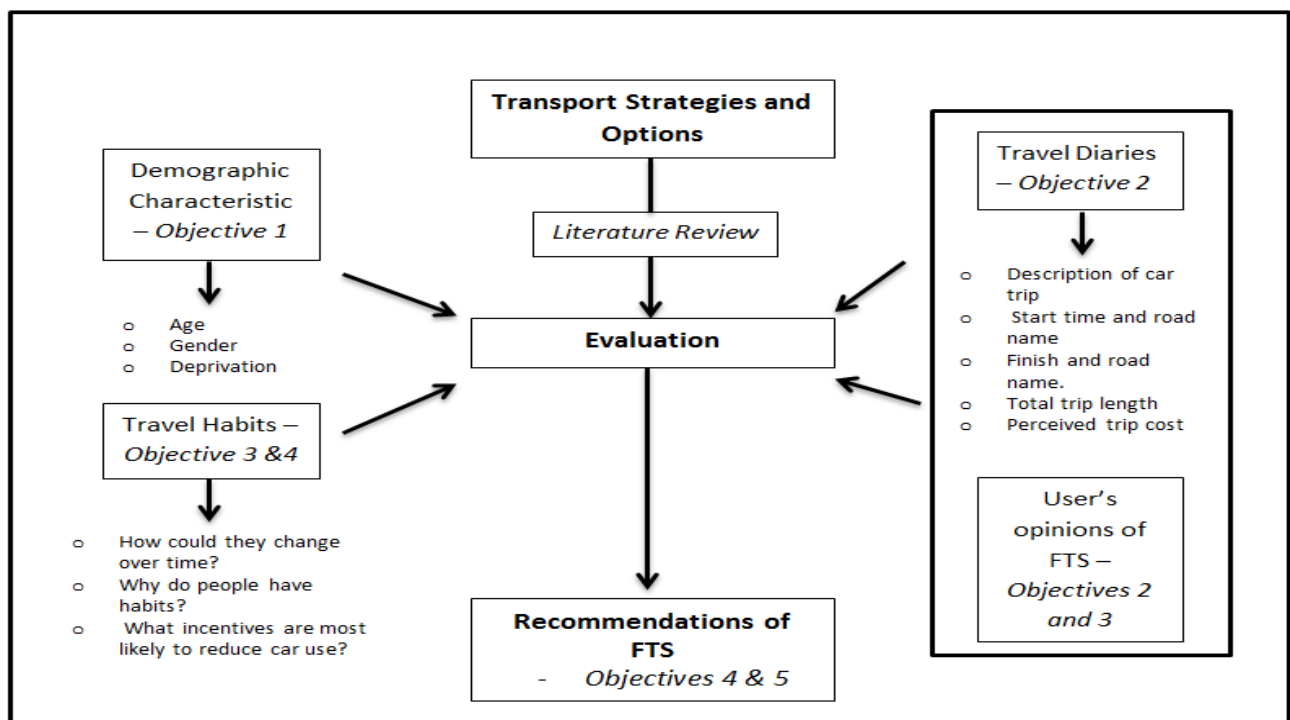 Transport Strategies and
Options
Demographic
Characteristic
– Objective 1
Literature Review
Travel Diaries
– Objective 2
o Age
o Gender
o Deprivation
Evaluation
o Description of car
trip
o Start time and road
name
o Finish and road
name.
o Total trip length
o Perceived trip cost
Travel Habits –
Objective 3 &4
o How could they change
over time?
o Why do people have
habits?
o What incentives are most
likely to reduce car use?
User's
opinions of
FTS –
Objectives 2
and 3
Recommendations of
FTS
- Objectives 4 & 5